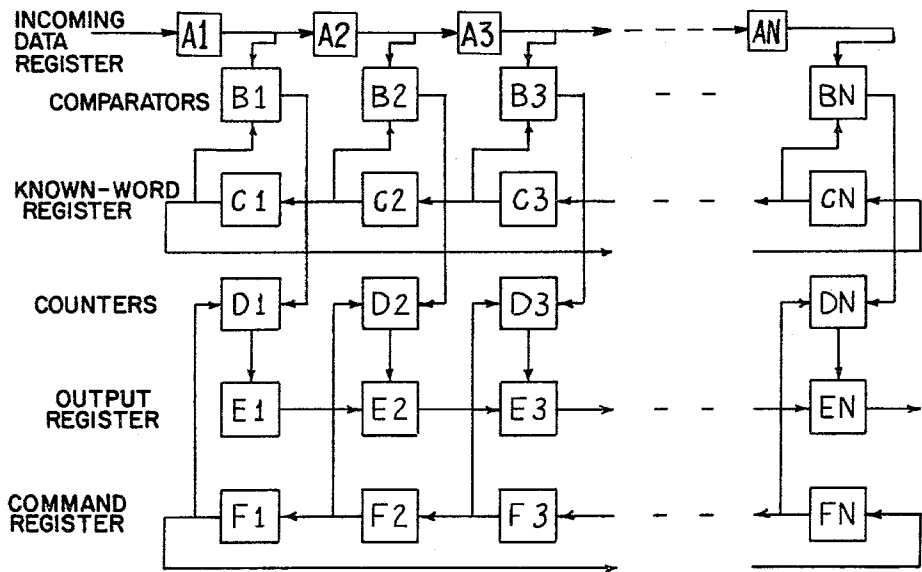 INCOMING
DATA
REGISTER
A1 A2 A3 AN
COMPARATORS
B1 B2 B3 BN
KNOWN-WORD
REGISTER
C1 C2 C3 CN
COUNTERS
D1 D2 D3 DN
OUTPUT
REGISTER
E1 E2 E3 EN
COMMAND
REGISTER
F1 F2 F3 FN